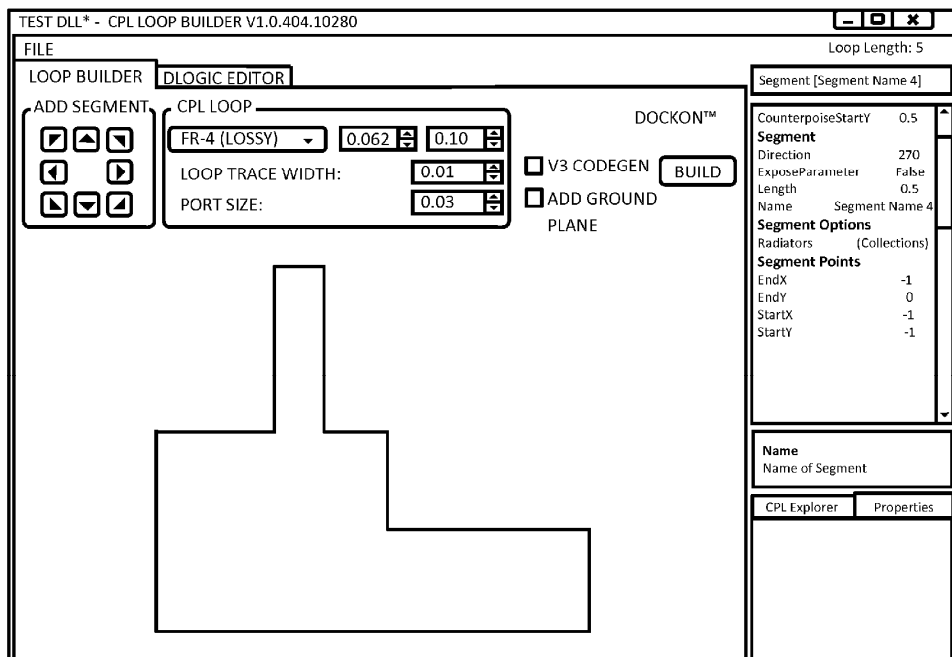 TEST DLL* - CPL LOOP BUILDER V1.0.404.10280
FILE
Loop Length: 5
LOOP BUILDER
DLOGIC EDITOR
ADD SEGMENT
CPL LOOP
FR-4 (LOSSY)
0.062
0.10
LOOP TRACE WIDTH:
0.01
PORT SIZE:
0.03
DOCKON™
V3 CODEGEN
BUILD
ADD GROUND
PLANE
Segment [Segment Name 4]
CounterpoiseStartY 0.5
Segment
Direction 270
ExposeParameter False
Length 0.5
Name Segment Name 4
Segment Options
Radiators (Collections)
Segment Points
EndX -1
EndY 0
StartX -1
StartY -1
Name
Name of Segment
CPL Explorer
Properties